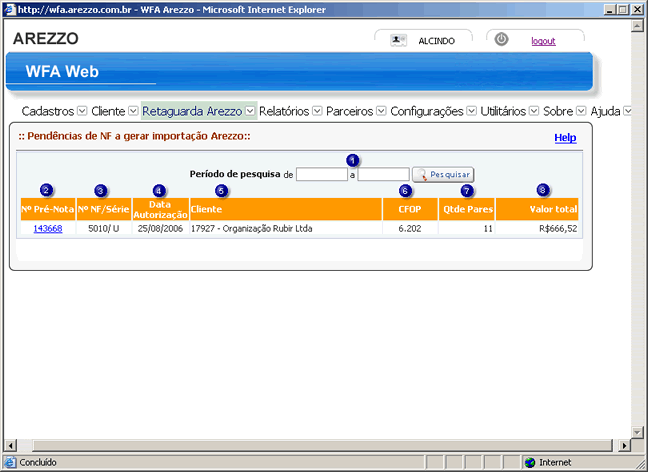 http://wfa.arezzo.com.br - WFA Arezzo - Microsoft Internet Explorer
AREZZO
ALCINDO
logout
WFA Web
Cadastros Cliente Retaguarda Arezzo Relatórios Parceiros Configurações Utilitários Sobre Ajuda
:: Pendências de NF a gerar importação Arezzo::
Help
1
Período de pesquisa de a Pesquisar
2 3 4 5 6 7 8
Nº Pré-Nota Nº NF/Série Data Autorização Cliente CFOP Qtde Pares Valor total
143668 5010/ U 25/08/2006 17927 - Organização Rubir Ltda 6.202 11 R$666,52
Concluído
Internet